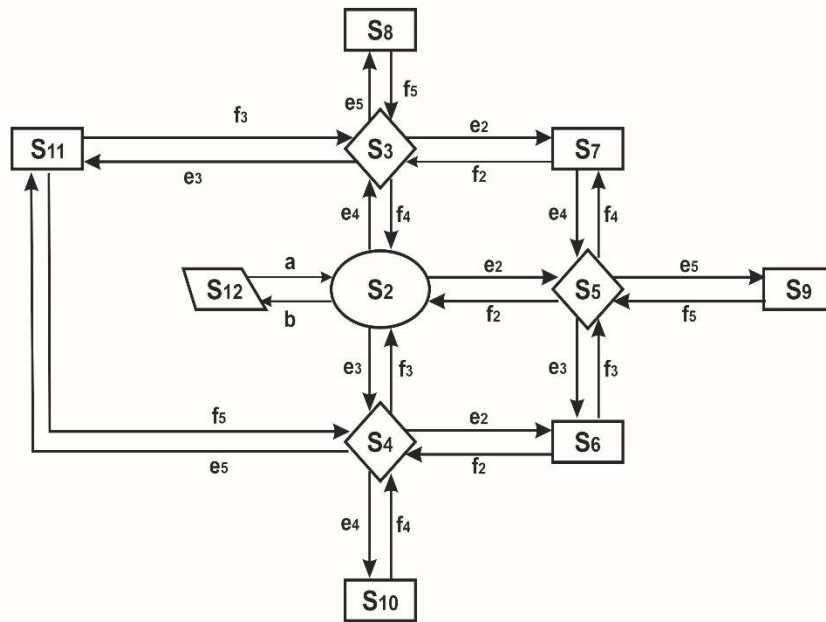 S8
e5 f5
S11 f3 S3 e2 S7
e3 f2
e4 f4 e4 f4
a e2 e5
S12 S2 S5 S9
b f2 f5
e3 f3 e3 f3
f5 S4 e2 S6
e5 f2
e4 f4
S10